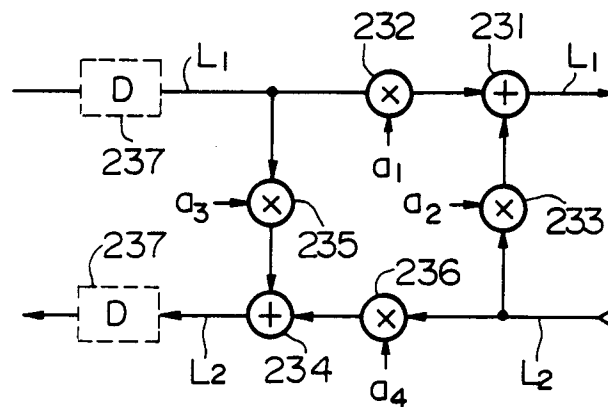 232 231
L1 L1
D × +
237 a1
a3 × a2 ×
235 233
237 236
D + ×
L2 234 L2
a4